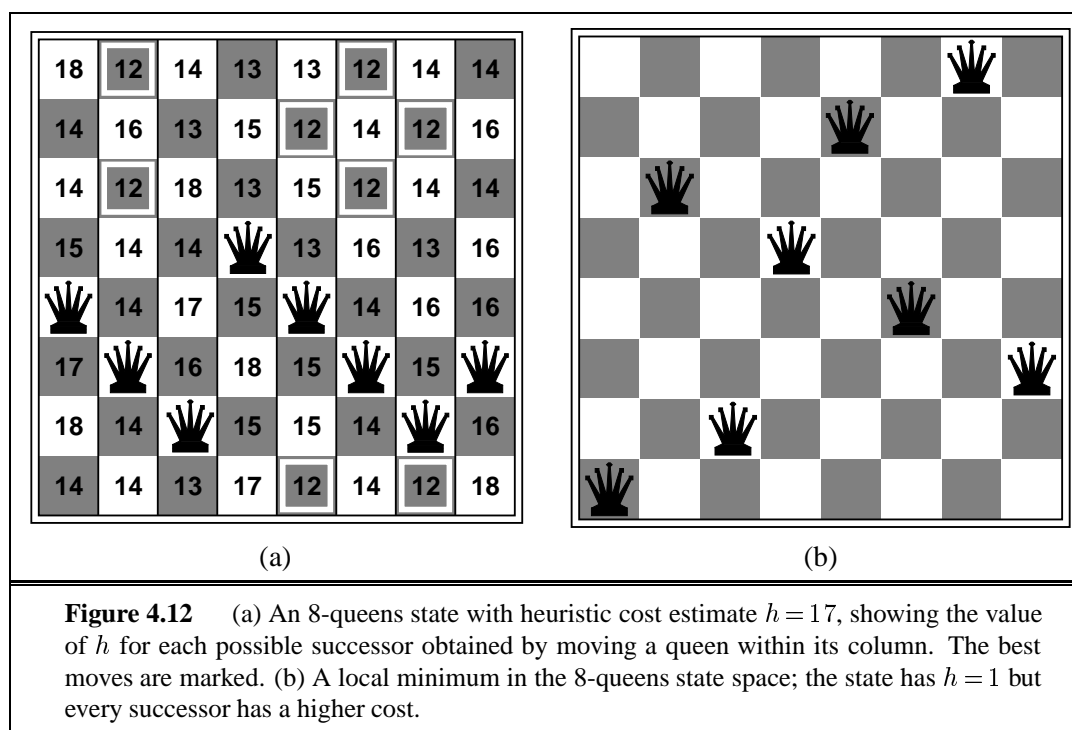 18 12 14 13 13 12 14 14
14 16 13 15 12 14 12 16
14 12 18 13 15 12 14 14
15 14 14 13 16 13 16
14 17 15 14 16 16
17 16 18 15 15
18 14 15 15 14 16
14 14 13 17 12 14 12 18
(a) (b)
Figure 4.12 (a) An 8-queens state with heuristic cost estimate h = 17, showing the value
of h for each possible successor obtained by moving a queen within its column. The best
moves are marked. (b) A local minimum in the 8-queens state space; the state has h = 1 but
every successor has a higher cost.